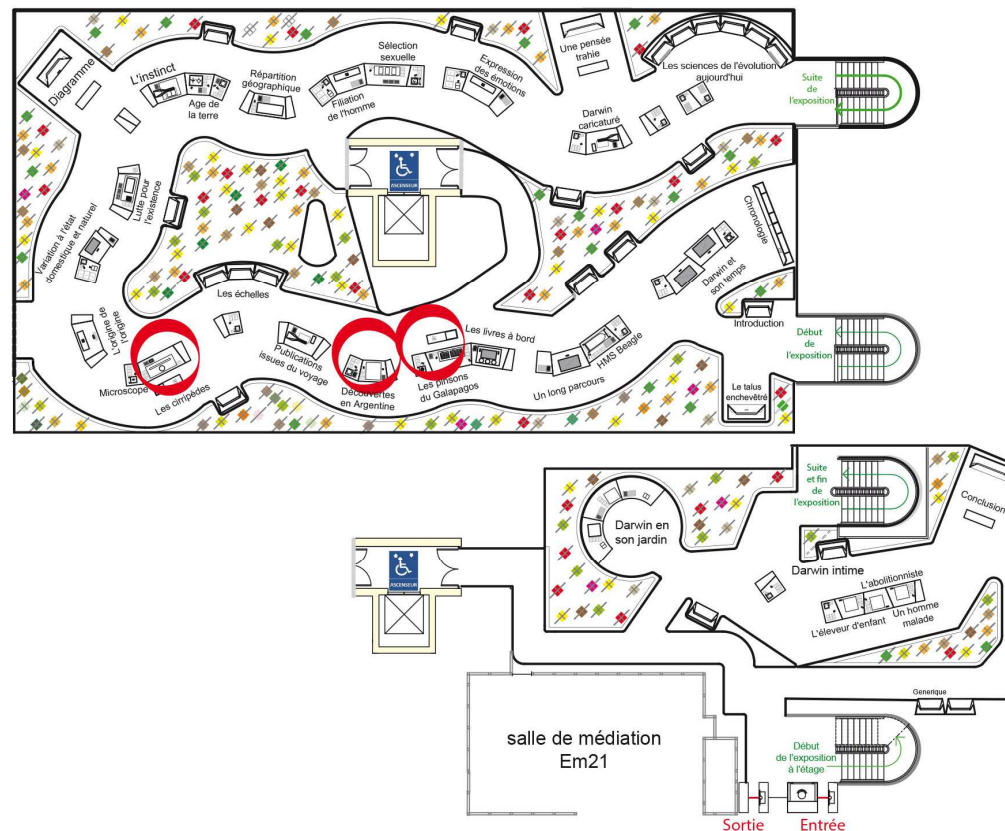 Diagramme
L'instinct
Age de
la terre
Répartition
géographique
Filiation
de l'homme
Sélection
sexuelle
Expression
des émotions
Une pensée
trahie
Les sciences de l'évolution
aujourd'hui
Darwin
caricaturé
Suite
de
l'exposition
ASCENSEUR
Lutte pour
l'existence
Variation à l'état
domestique et naturel
Chronologie
Darwin et
son temps
Introduction
Début
de
l'exposition
Les échelles
L'origine de
l'origine
Microscope
Les cirripèdes
Publications
issues du voyage
Découvertes
en Argentine
Les livres à bord
Les pinsons
du Galapagos
Un long parcours
HMS Beagle
Le talus
enchevêtré
Suite
et fin
de
l'exposition
Conclusion
Darwin en
son jardin
ASCENSEUR
Darwin intime
L'abolitionniste
L'éleveur d'enfant
Un homme
malade
Générique
salle de médiation
Em21
Début
de l'exposition
à l'étage
Sortie
Entrée